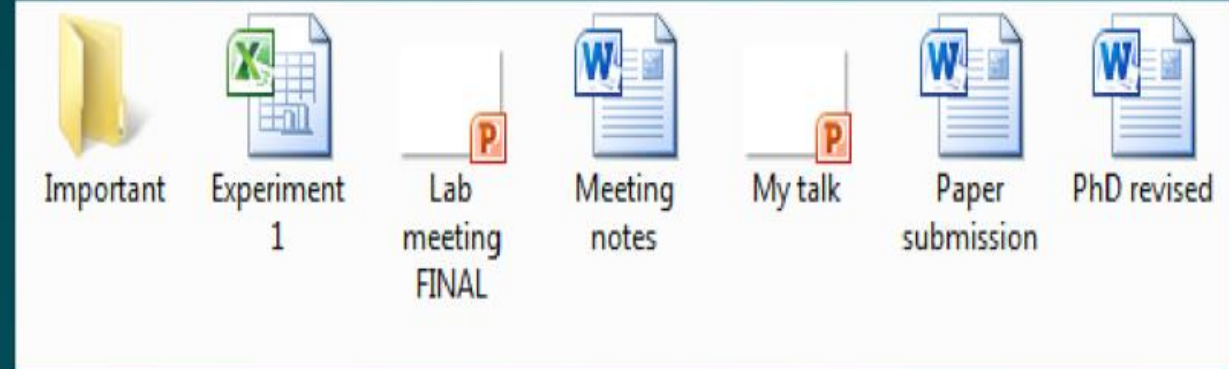 Important
Experiment
1
Lab
meeting
FINAL
Meeting
notes
My talk
Paper
submission
PhD revised